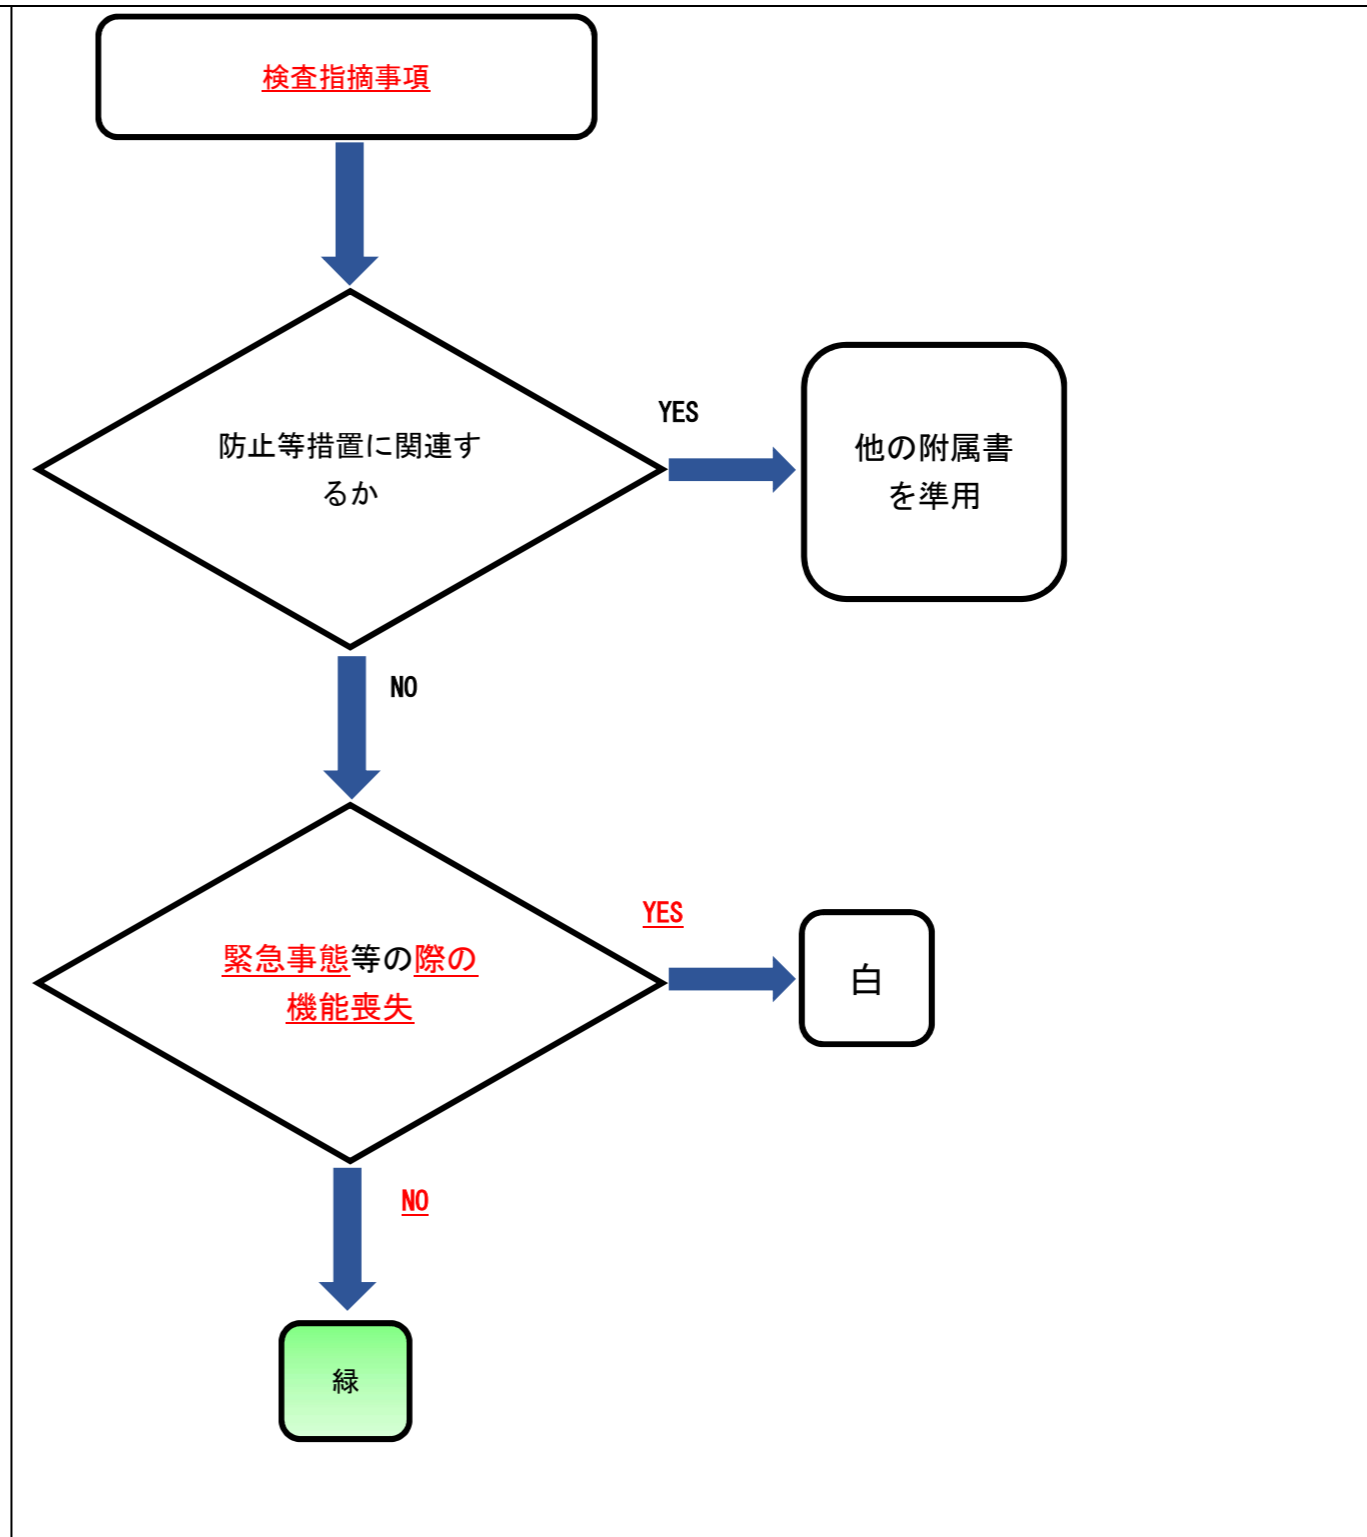 検査指摘事項
防止等措置に関連す
るか
YES
他の附属書
を準用
NO
緊急事態等の際の
機能喪失
YES
白
NO
緑